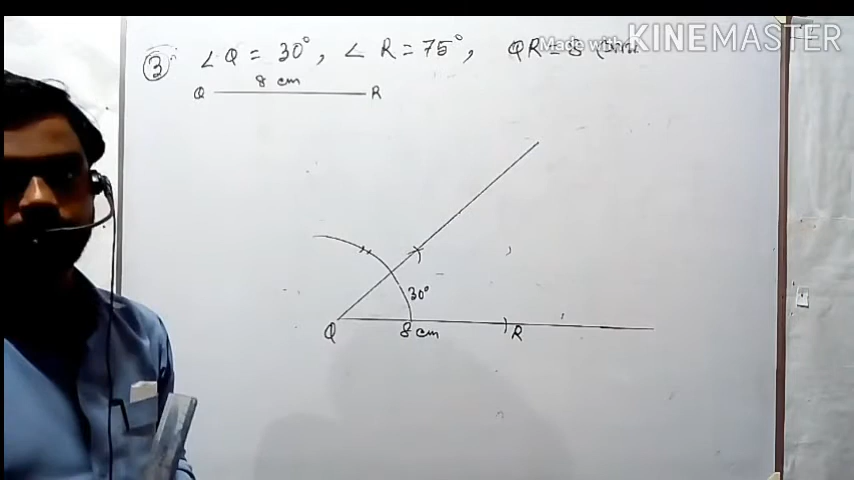 ③ ∠Q = 30°, ∠R = 75°, QR = 8 cm
Made with KINEMASTER
8 cm
Q R
30°
Q 8 cm R